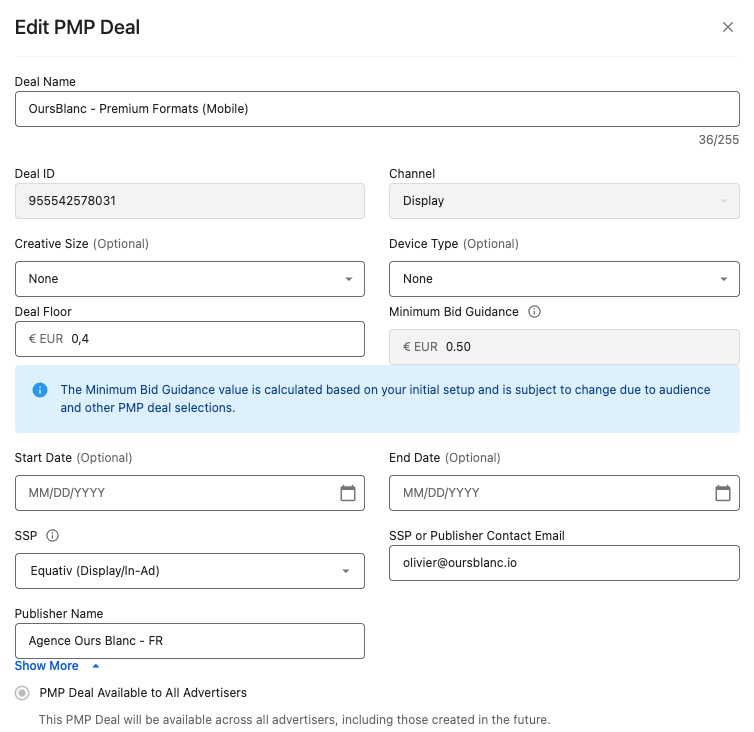 Edit PMP Deal
Deal Name
OursBlanc - Premium Formats (Mobile)
36/255
Deal ID
Channel
955542578031
Display
Creative Size (Optional)
Device Type (Optional)
None
None
Deal Floor
Minimum Bid Guidance
€ EUR 0,4
€ EUR 0.50
The Minimum Bid Guidance value is calculated based on your initial setup and is subject to change due to audience
and other PMP deal selections.
Start Date (Optional)
End Date (Optional)
MM/DD/YYYY
MM/DD/YYYY
SSP
SSP or Publisher Contact Email
Equativ (Display/In-Ad)
olivier@oursblanc.io
Publisher Name
Agence Ours Blanc - FR
Show More
PMP Deal Available to All Advertisers
This PMP Deal will be available across all advertisers, including those created in the future.